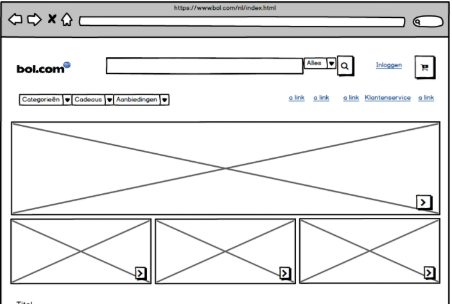 https://www.bol.com/nl/index.html
bol.com
Alles
Inloggen
Categorieën Cadeaus Aanbiedingen
a link a link a link Klantenservice a link
Titel